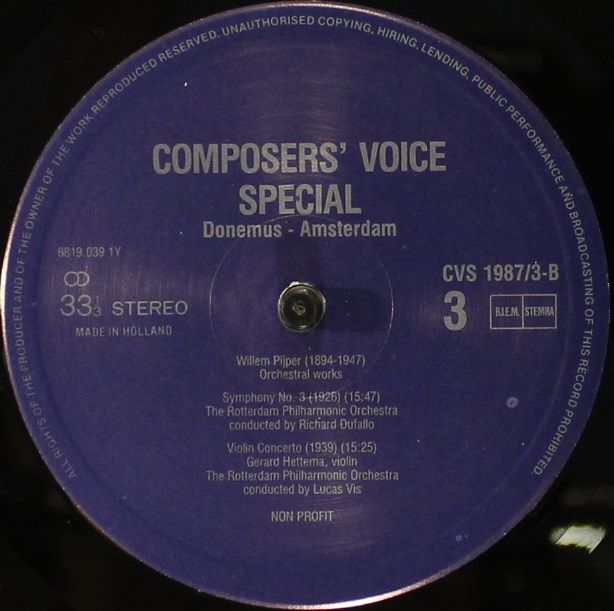 ALL RIGHTS OF THE PRODUCER AND OF THE OWNER OF THE WORK REPRODUCED RESERVED. UNAUTHORISED COPYING, HIRING, LENDING, PUBLIC PERFORMANCE AND BROADCASTING OF THIS RECORD PROHIBITED
COMPOSERS' VOICE
SPECIAL
Donemus - Amsterdam
6819.039 1Y
33 1/3 STEREO
MADE IN HOLLAND
CVS 1987/3-B
3
B.I.E.M. STEMRA
Willem Pijper (1894-1947)
Orchestral works
Symphony No. 3 (1926) (15:47)
The Rotterdam Philharmonic Orchestra
conducted by Richard Dufallo
Violin Concerto (1939) (15:25)
Gerard Hettema, violin
The Rotterdam Philharmonic Orchestra
conducted by Lucas Vis
NON PROFIT